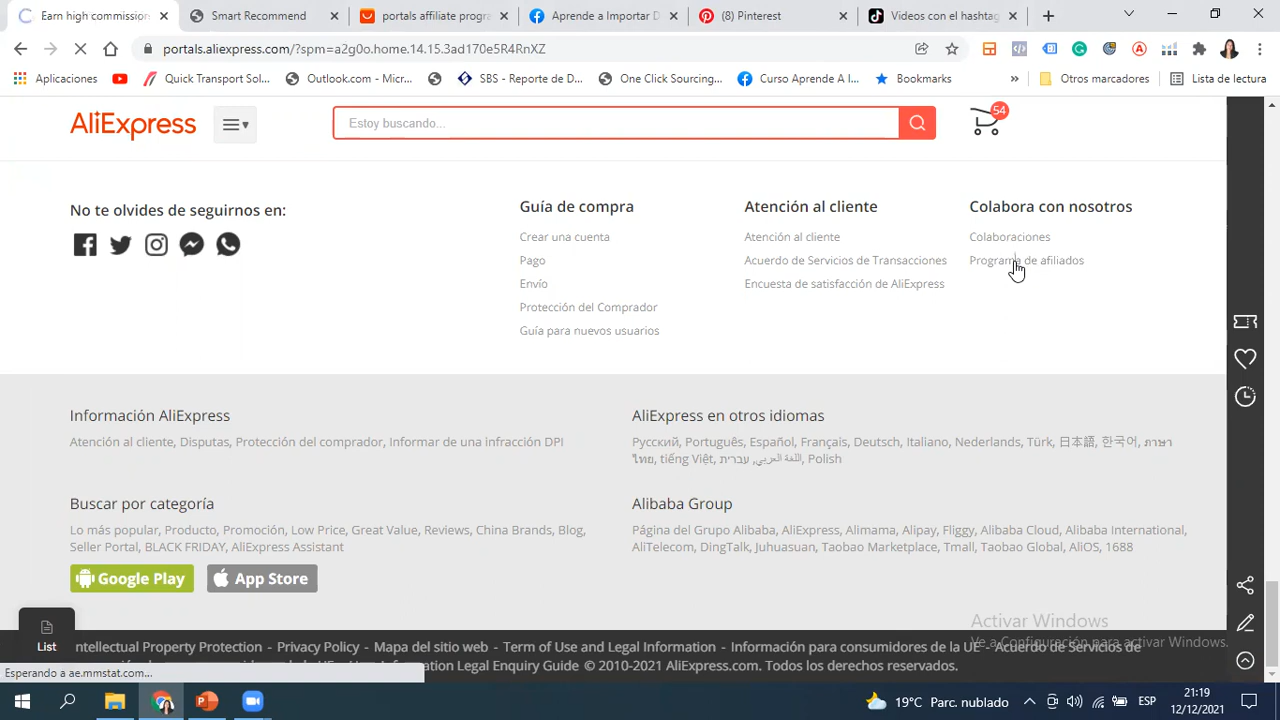 Earn high commission
Smart Recommend
portals affiliate progra
Aprende a Importar D
(8) Pinterest
Videos con el hashtag
portals.aliexpress.com/?spm=a2g0o.home.14.15.3ad170e5R4RnXZ
Aplicaciones
Quick Transport Sol...
Outlook.com - Micr...
SBS - Reporte de D...
One Click Sourcing...
Curso Aprende A I...
Bookmarks
»
Otros marcadores
Lista de lectura
AliExpress
Estoy buscando...
54
No te olvides de seguirnos en:
Guía de compra
Crear una cuenta
Pago
Envío
Protección del Comprador
Guía para nuevos usuarios
Atención al cliente
Atención al cliente
Acuerdo de Servicios de Transacciones
Encuesta de satisfacción de AliExpress
Colabora con nosotros
Colaboraciones
Programa de afiliados
Información AliExpress
Atención al cliente, Disputas, Protección del comprador, Informar de una infracción DPI
AliExpress en otros idiomas
Русский, Português, Español, Français, Deutsch, Italiano, Nederlands, Türk, 日本語, 한국어, ภาษา
ไทย, tiếng Việt, اللغة العربي, עברית, Polish
Buscar por categoría
Lo más popular, Producto, Promoción, Low Price, Great Value, Reviews, China Brands, Blog,
Seller Portal, BLACK FRIDAY, AliExpress Assistant
Alibaba Group
Página del Grupo Alibaba, AliExpress, Alimama, Alipay, Fliggy, Alibaba Cloud, Alibaba International,
AliTelecom, DingTalk, Juhuasuan, Taobao Marketplace, Tmall, Taobao Global, AliOS, 1688
Google Play
App Store
List
Activar Windows
Ve a Configuración para activar Windows.
Intellectual Property Protection - Privacy Policy - Mapa del sitio web - Term of Use and Legal Information - Información para consumidores de la UE - Acuerdo de Servicios de
Information Legal Enquiry Guide © 2010-2021 AliExpress.com. Todos los derechos reservados.
Esperando a ae.mmstat.com...
19°C Parc. nublado
ESP
21:19
12/12/2021